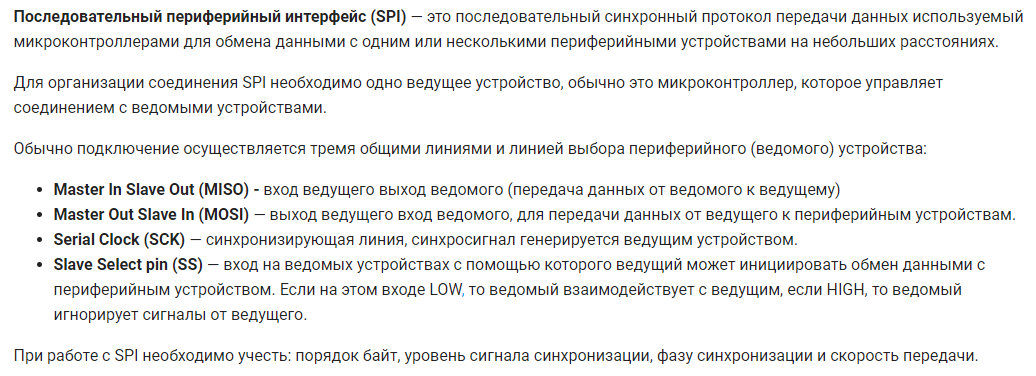 Последовательный периферийный интерфейс (SPI) — это последовательный синхронный протокол передачи данных используемый
микроконтроллерами для обмена данными с одним или несколькими периферийными устройствами на небольших расстояниях.
Для организации соединения SPI необходимо одно ведущее устройство, обычно это микроконтроллер, которое управляет
соединением с ведомыми устройствами.
Обычно подключение осуществляется тремя общими линиями и линией выбора периферийного (ведомого) устройства:
• Master In Slave Out (MISO) - вход ведущего выход ведомого (передача данных от ведомого к ведущему)
• Master Out Slave In (MOSI) — выход ведущего вход ведомого, для передачи данных от ведущего к периферийным устройствам.
• Serial Clock (SCK) — синхронизирующая линия, синхросигнал генерируется ведущим устройством.
• Slave Select pin (SS) — вход на ведомых устройствах с помощью которого ведущий может инициировать обмен данными с
периферийным устройством. Если на этом входе LOW, то ведомый взаимодействует с ведущим, если HIGH, то ведомый
игнорирует сигналы от ведущего.
При работе с SPI необходимо учесть: порядок байт, уровень сигнала синхронизации, фазу синхронизации и скорость передачи.